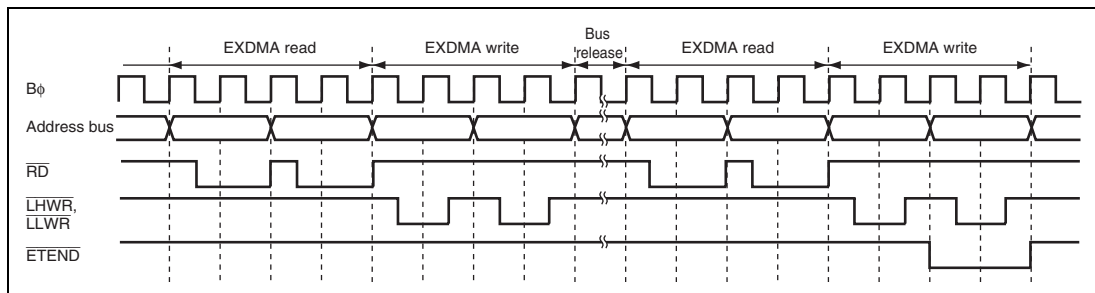 EXDMA read
EXDMA write
Bus
release
EXDMA read
EXDMA write
Bϕ
Address bus
RD
LHWR,
LLWR
ETEND